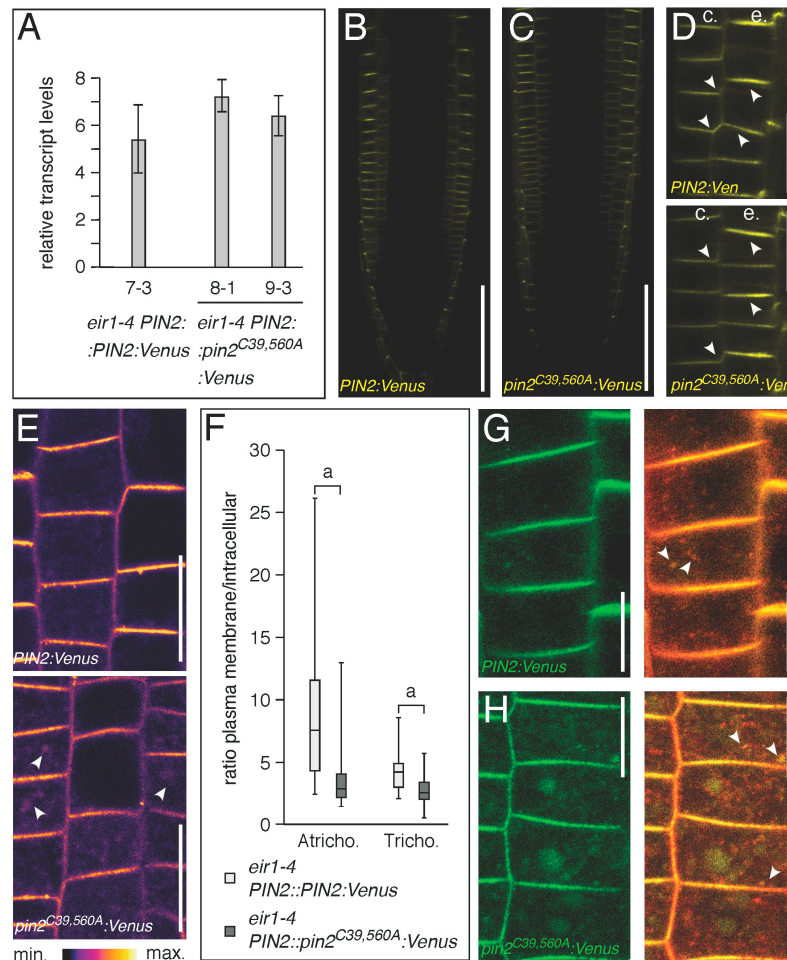 A
relative transcript levels
8
6
4
2
0
7-3
8-1
9-3
eir1-4 PIN2:
:PIN2:Venus
eir1-4 PIN2:
:pin2C39,560A
:Venus
B
PIN2:Venus
C
pin2C39,560A:Venus
D
c.
e.
PIN2:Ven
c.
e.
pin2C39,560A:Ven
E
PIN2:Venus
pin2C39,560A:Venus
min.
max.
F
ratio plasma membrane/intracellular
30
25
20
15
10
5
0
a
a
Atricho.
Tricho.
eir1-4
PIN2::PIN2:Venus
eir1-4
PIN2::pin2C39,560A:Venus
G
PIN2:Venus
H
pin2C39,560A:Venus